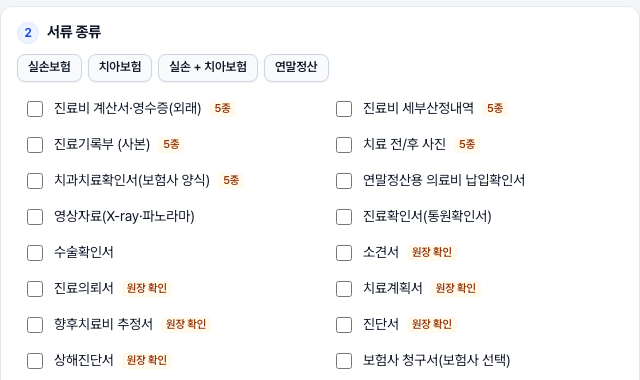 2 서류 종류
실손보험 치아보험 실손 + 치아보험 연말정산
진료비 계산서·영수증(외래) 5종 진료비 세부산정내역 5종
진료기록부 (사본) 5종 치료 전/후 사진 5종
치과치료확인서(보험사 양식) 5종 연말정산용 의료비 납입확인서
영상자료(X-ray·파노라마) 진료확인서(통원확인서)
수술확인서 소견서 원장 확인
진료의뢰서 원장 확인 치료계획서 원장 확인
향후치료비 추정서 원장 확인 진단서 원장 확인
상해진단서 원장 확인 보험사 청구서(보험사 선택)